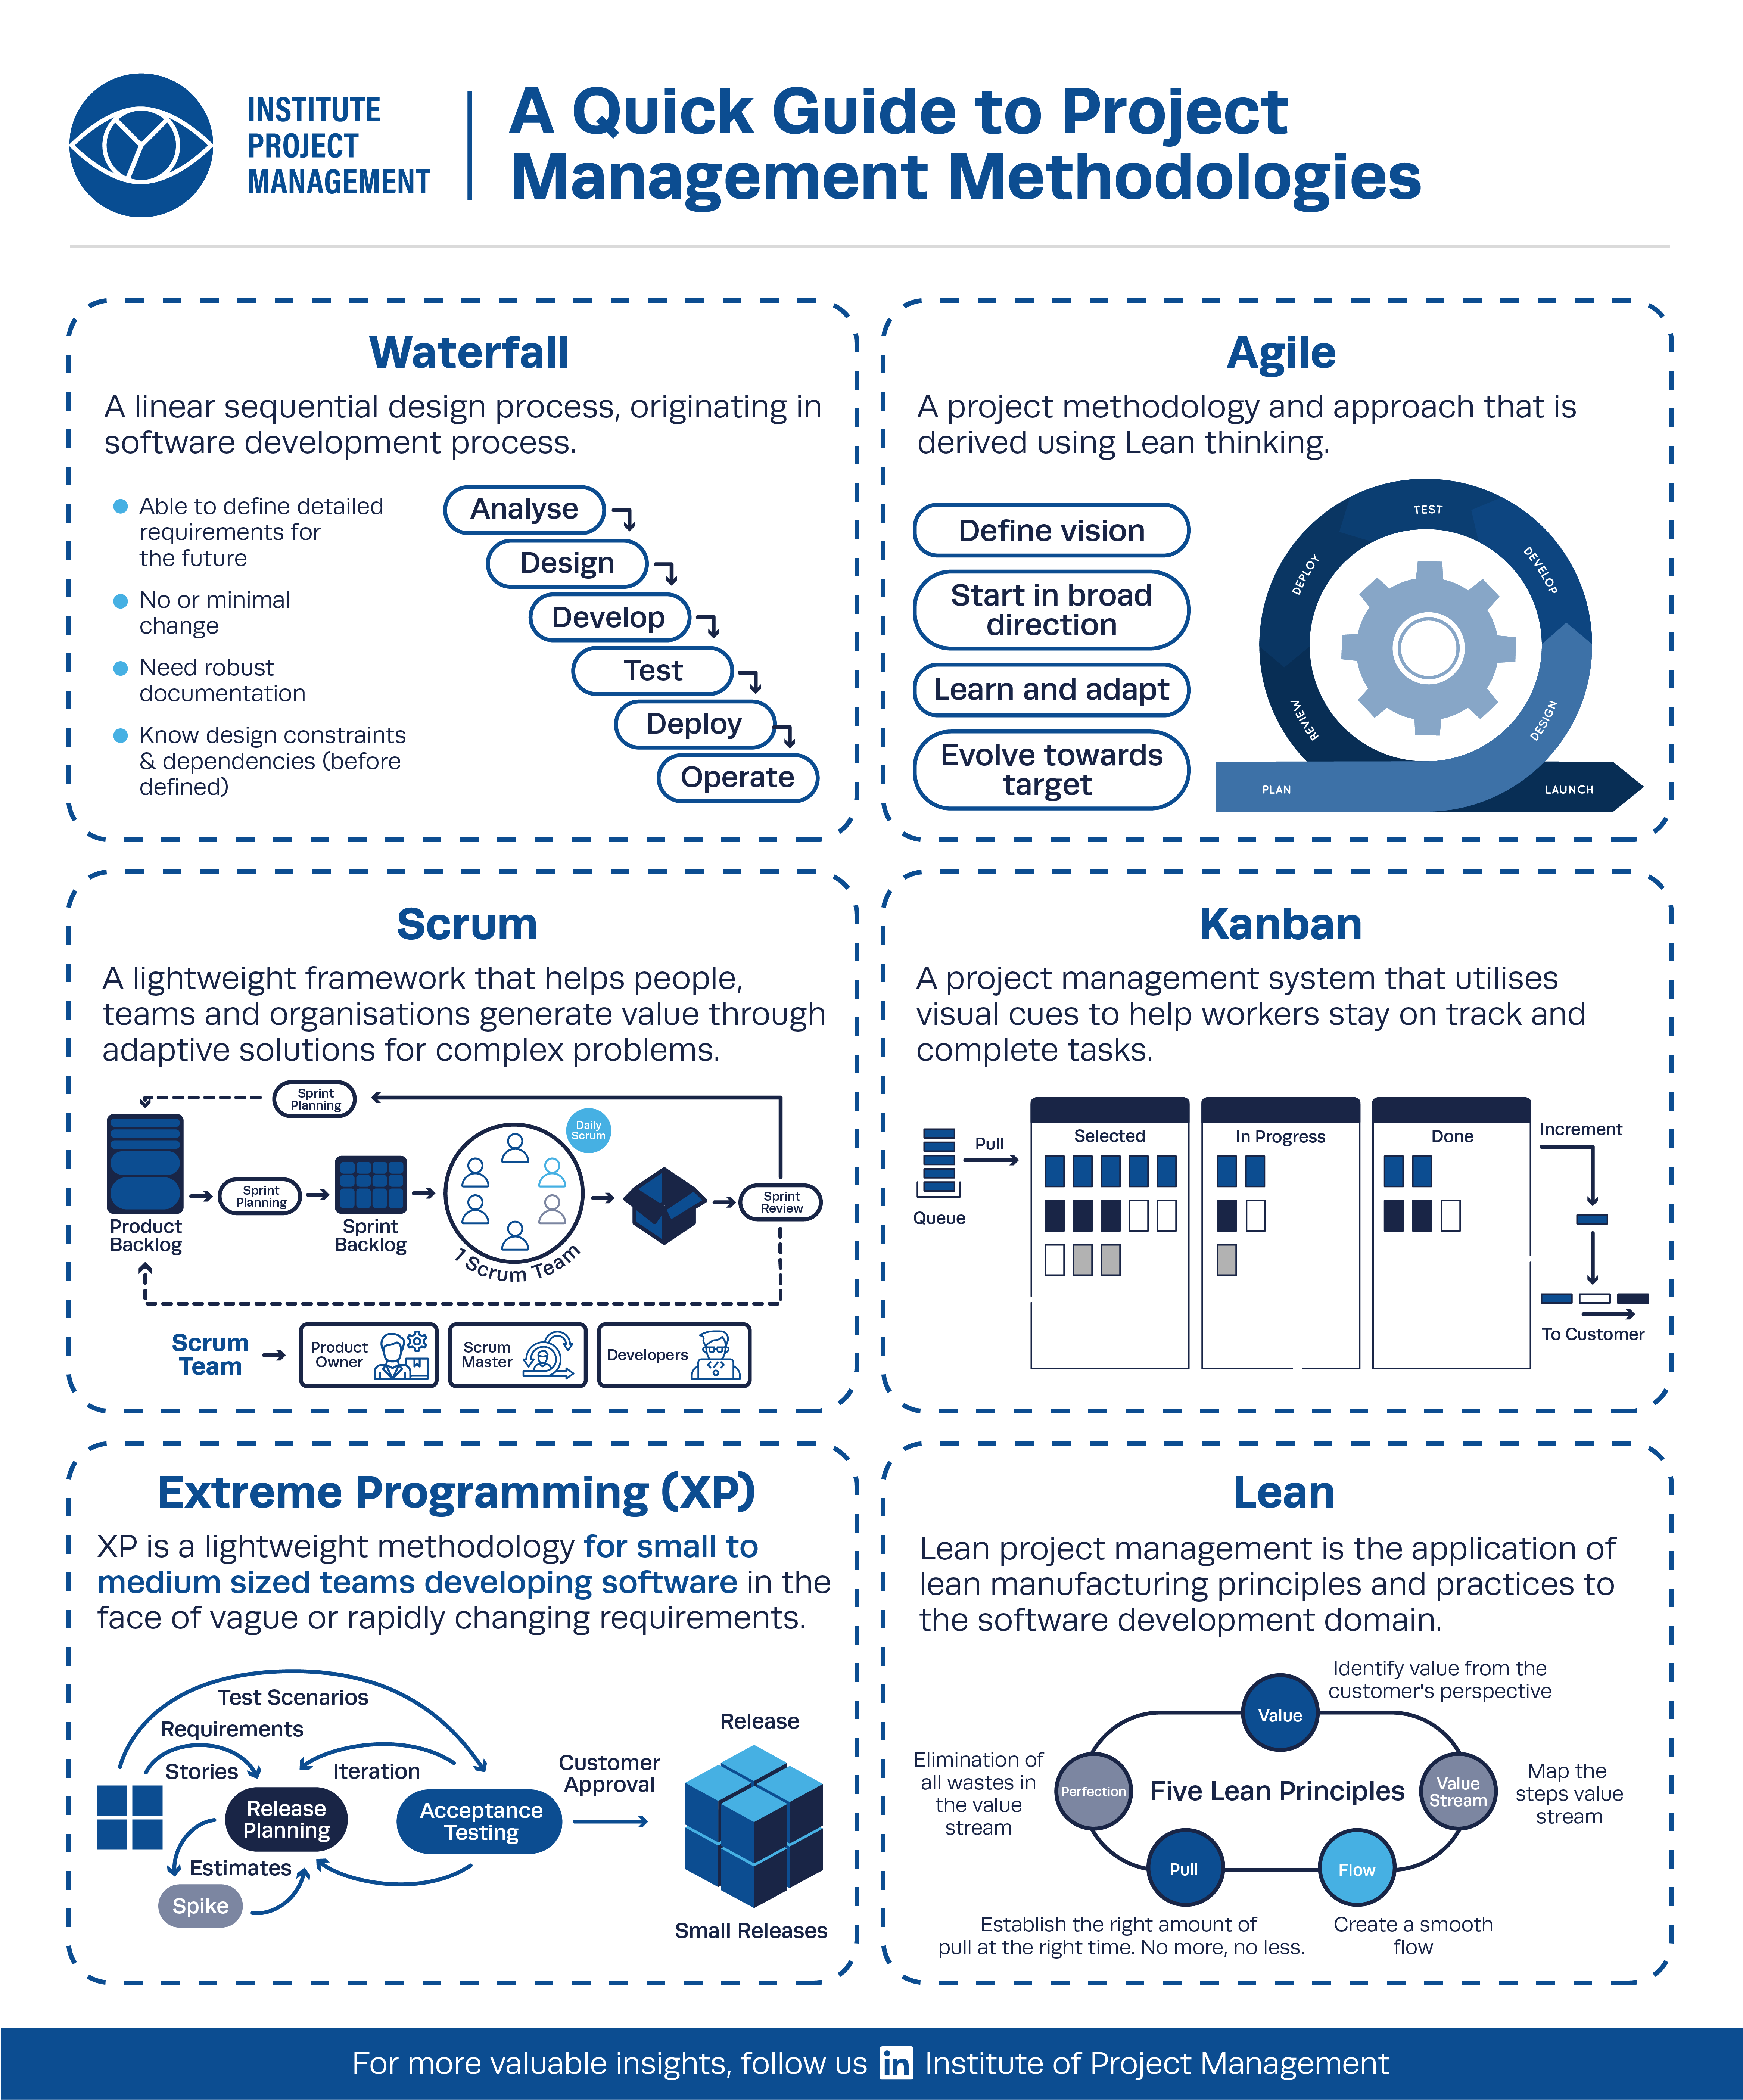 INSTITUTE
PROJECT
MANAGEMENT
A Quick Guide to Project
Management Methodologies
Waterfall
A linear sequential design process, originating in
software development process.
Able to define detailed
requirements for
the future
No or minimal
change
Need robust
documentation
Know design constraints
& dependencies (before
defined)
Analyse
Design
Develop
Test
Deploy
Operate
Agile
A project methodology and approach that is
derived using Lean thinking.
Define vision
Start in broad
direction
Learn and adapt
Evolve towards
target
TEST
DEVELOP
DEPLOY
REVIEW
DESIGN
PLAN
LAUNCH
Scrum
A lightweight framework that helps people,
teams and organisations generate value through
adaptive solutions for complex problems.
Sprint
Planning
Daily
Scrum
Product
Backlog
Sprint
Planning
Sprint
Backlog
1 Scrum Team
Sprint
Review
Scrum
Team
Product
Owner
Scrum
Master
Developers
Kanban
A project management system that utilises
visual cues to help workers stay on track and
complete tasks.
Queue
Pull
Selected
In Progress
Done
Increment
To Customer
Extreme Programming (XP)
XP is a lightweight methodology for small to
medium sized teams developing software in the
face of vague or rapidly changing requirements.
Test Scenarios
Requirements
Stories
Iteration
Release
Planning
Acceptance
Testing
Estimates
Spike
Customer
Approval
Release
Small Releases
Lean
Lean project management is the application of
lean manufacturing principles and practices to
the software development domain.
Identify value from the
customer's perspective
Value
Elimination of
all wastes in
the value
stream
Perfection
Five Lean Principles
Value
Stream
Map the
steps value
stream
Pull
Flow
Establish the right amount of
pull at the right time. No more, no less.
Create a smooth
flow
For more valuable insights, follow us in Institute of Project Management